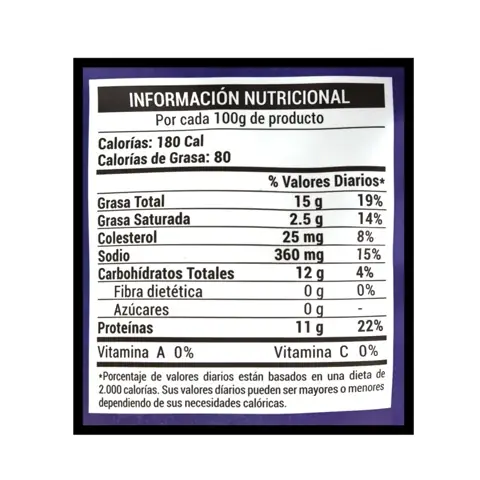 INFORMACIÓN NUTRICIONAL
Por cada 100g de producto
Calorías: 180 Cal
Calorías de Grasa: 80
% Valores Diarios*
Grasa Total 15 g 19%
Grasa Saturada 2.5 g 14%
Colesterol 25 mg 8%
Sodio 360 mg 15%
Carbohídratos Totales 12 g 4%
Fibra dietética 0 g 0%
Azúcares 0 g -
Proteínas 11 g 22%
Vitamina A 0% Vitamina C 0%
*Porcentaje de valores diarios están basados en una dieta de
2.000 calorías. Sus valores díarios pueden ser mayores o menores
dependiendo de sus necesidades calóricas.